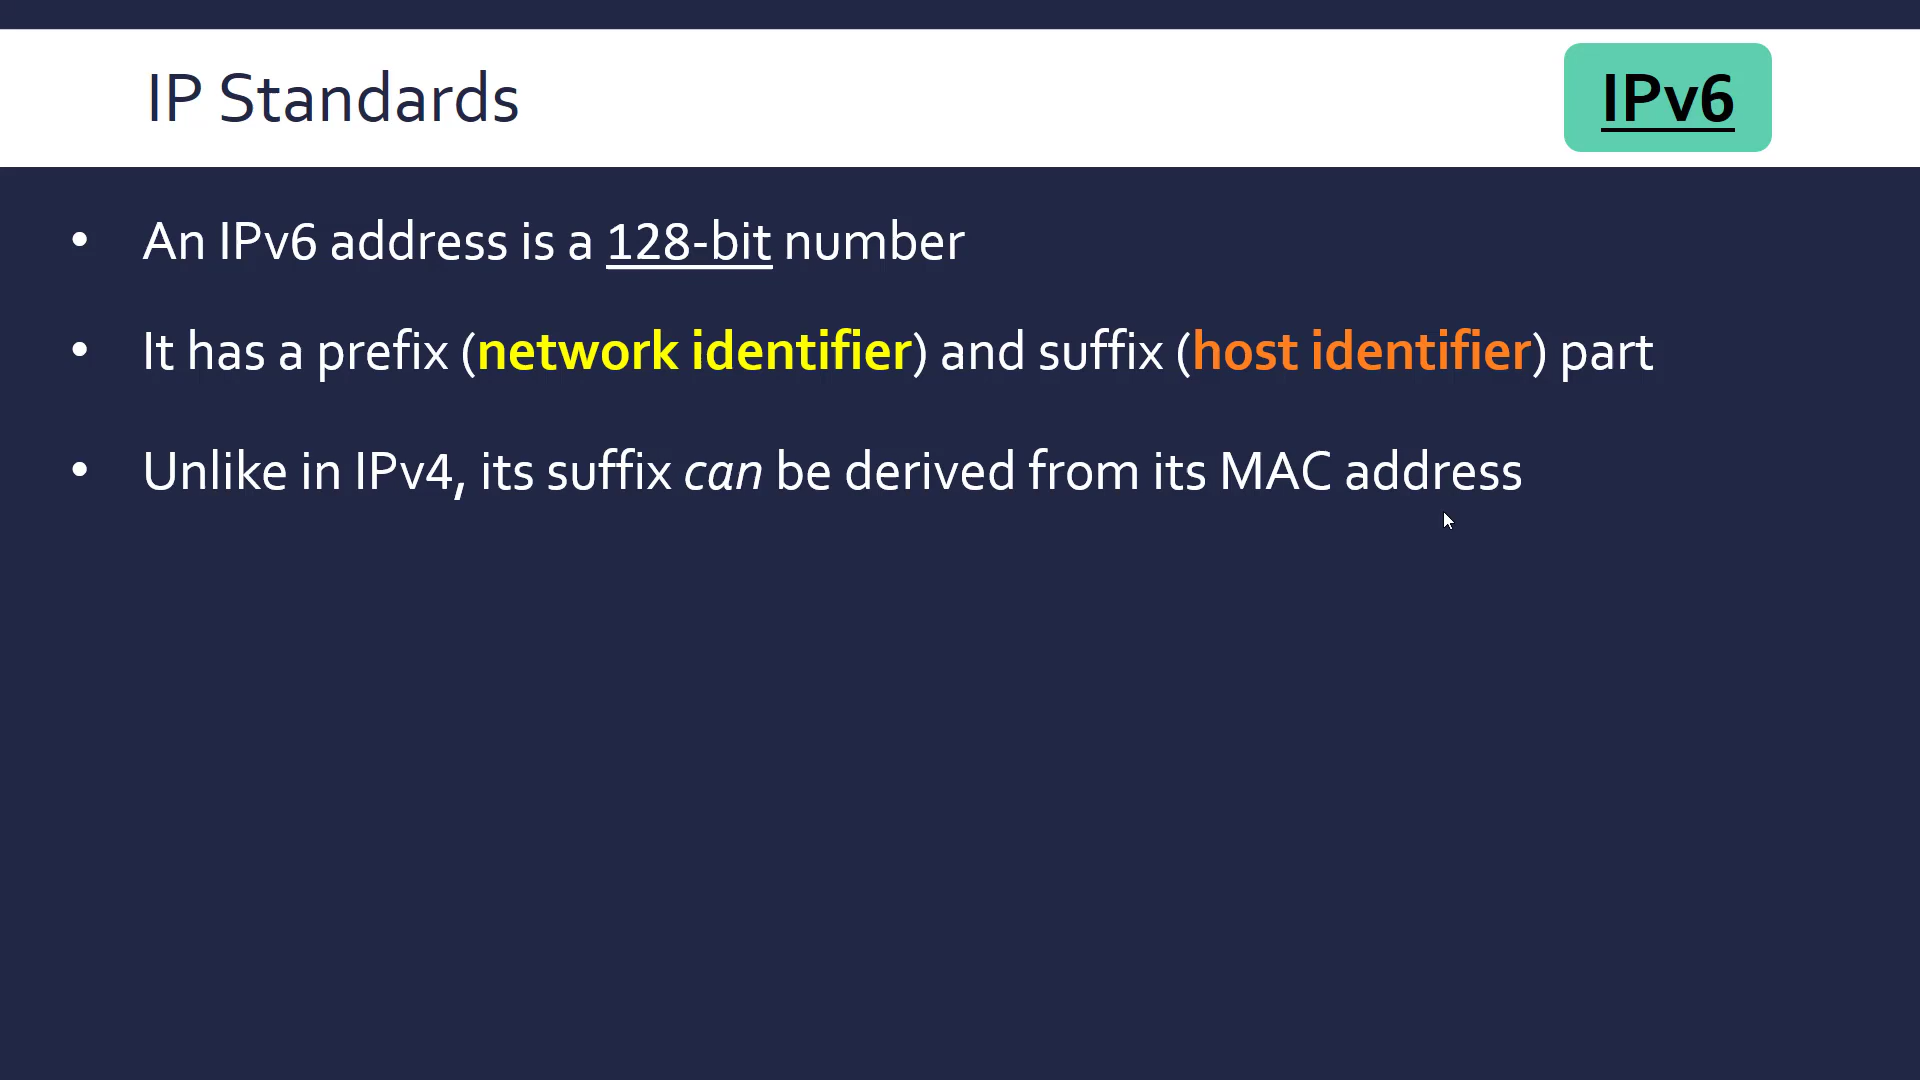 IP Standards
IPv6
• An IPv6 address is a 128-bit number
• It has a prefix (network identifier) and suffix (host identifier) part
• Unlike in IPv4, its suffix can be derived from its MAC address